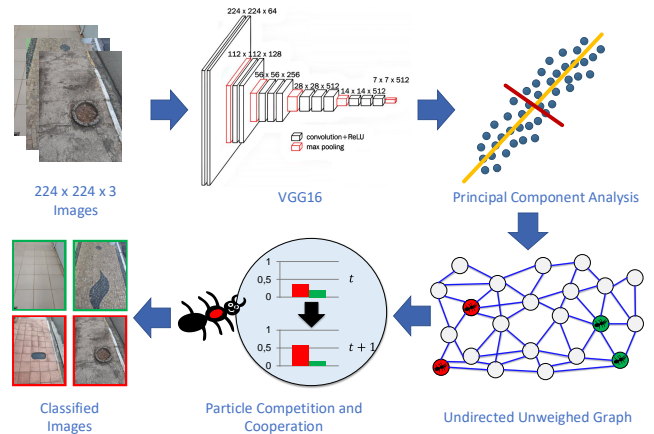 224 x 224 x 64
112 x 112 x 128
56 x 56 x 256
28 x 28 x 512
14 x 14 x 512
7 x 7 x 512
convolution+ReLU
max pooling
224 x 224 x 3
Images
VGG16
Principal Component Analysis
1
0,5
0
t
1
0,5
0
t + 1
Classified
Images
Particle Competition and
Cooperation
Undirected Unweighed Graph